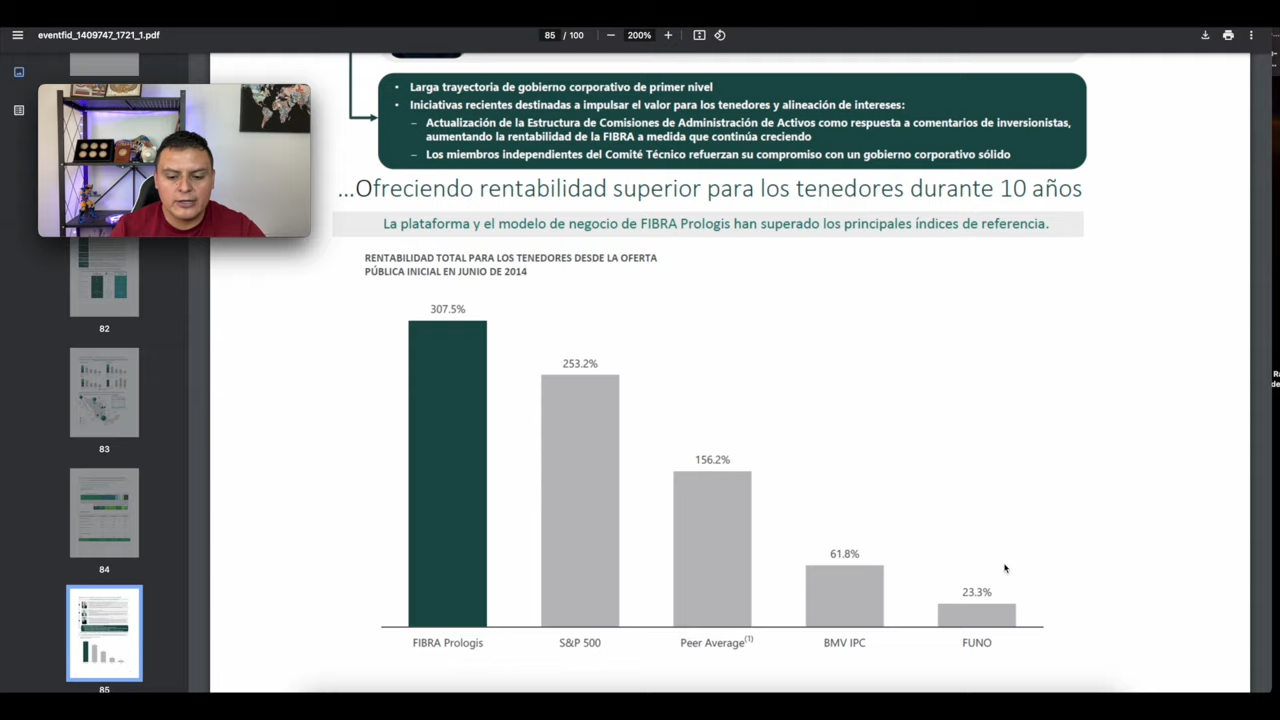 eventfid_1409747_1721_1.pdf
85 / 100
200%
• Larga trayectoria de gobierno corporativo de primer nivel
• Iniciativas recientes destinadas a impulsar el valor para los tenedores y alineación de intereses:
– Actualización de la Estructura de Comisiones de Administración de Activos como respuesta a comentarios de inversionistas,
aumentando la rentabilidad de la FIBRA a medida que continúa creciendo
– Los miembros independientes del Comité Técnico refuerzan su compromiso con un gobierno corporativo sólido
...Ofreciendo rentabilidad superior para los tenedores durante 10 años
La plataforma y el modelo de negocio de FIBRA Prologis han superado los principales índices de referencia.
RENTABILIDAD TOTAL PARA LOS TENEDORES DESDE LA OFERTA
PÚBLICA INICIAL EN JUNIO DE 2014
307.5%
253.2%
156.2%
61.8%
23.3%
FIBRA Prologis
S&P 500
Peer Average(1)
BMV IPC
FUNO
82
83
84
85